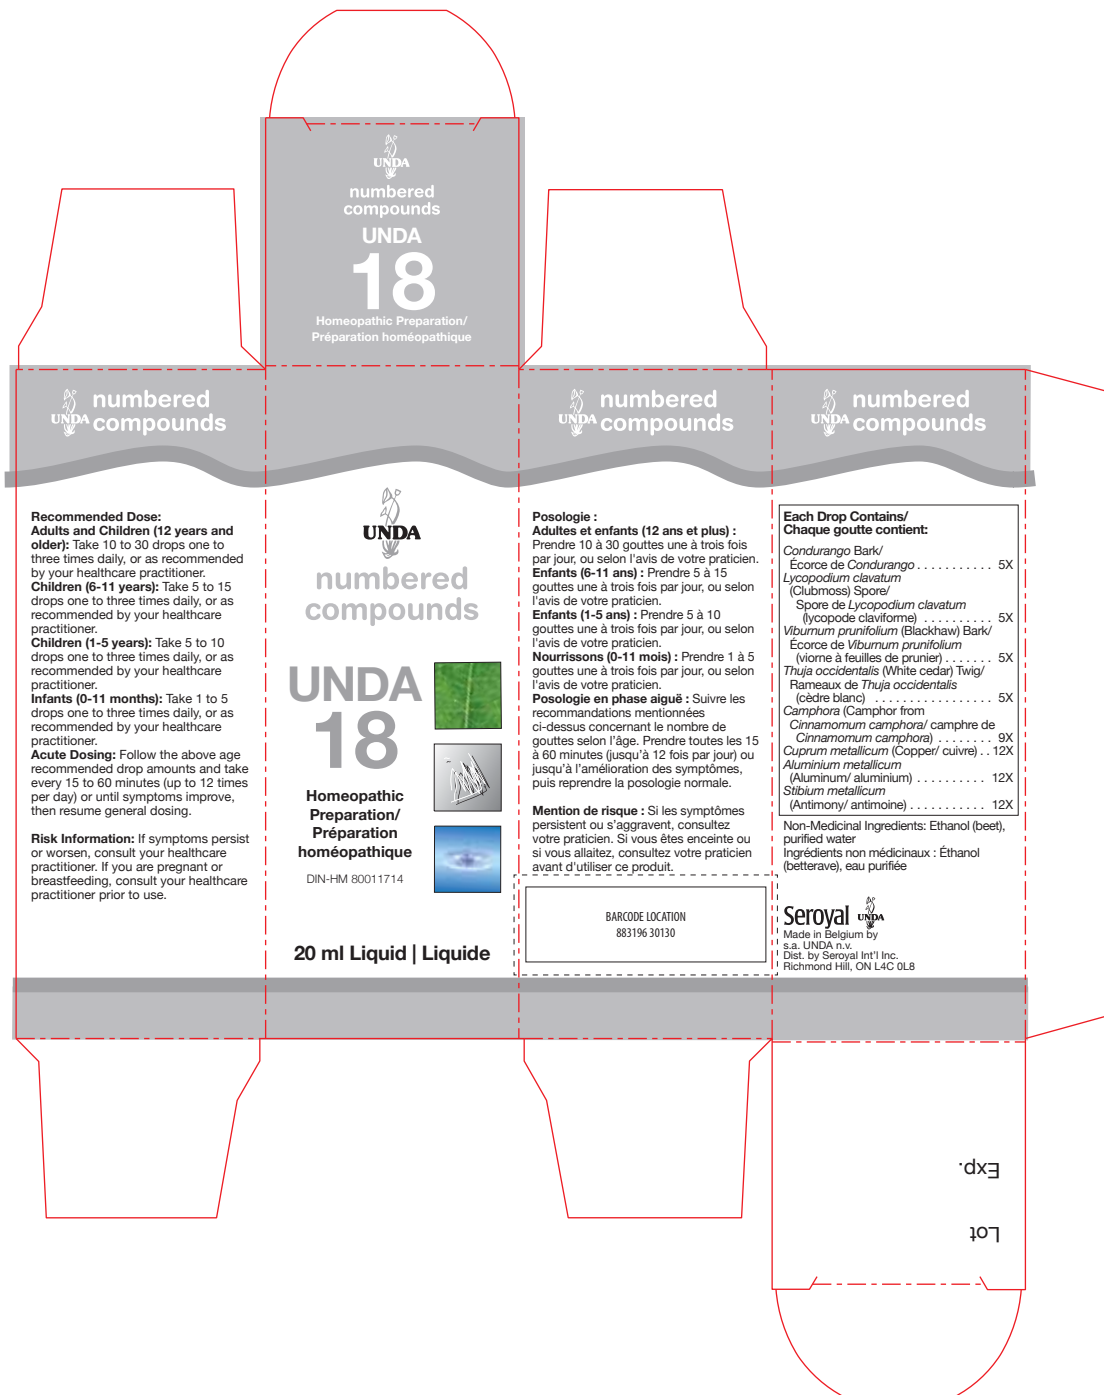 UNDA
numbered
compounds
UNDA
18
Homeopathic Preparation/
Préparation homéopathique
UNDA
numbered
compounds
UNDA
numbered
compounds
UNDA
numbered
compounds
Recommended Dose:
Adults and Children (12 years and
older): Take 10 to 30 drops one to
three times daily, or as recommended
by your healthcare practitioner.
Children (6-11 years): Take 5 to 15
drops one to three times daily, or as
recommended by your healthcare
practitioner.
Children (1-5 years): Take 5 to 10
drops one to three times daily, or as
recommended by your healthcare
practitioner.
Infants (0-11 months): Take 1 to 5
drops one to three times daily, or as
recommended by your healthcare
practitioner.
Acute Dosing: Follow the above age
recommended drop amounts and take
every 15 to 60 minutes (up to 12 times
per day) or until symptoms improve,
then resume general dosing.
Risk Information: If symptoms persist
or worsen, consult your healthcare
practitioner. If you are pregnant or
breastfeeding, consult your healthcare
practitioner prior to use.
UNDA
numbered
compounds
UNDA
18
Homeopathic
Preparation/
Préparation
homéopathique
DIN-HM 80011714
20 ml Liquid | Liquide
Posologie :
Adultes et enfants (12 ans et plus) :
Prendre 10 à 30 gouttes une à trois fois
par jour, ou selon l'avis de votre praticien.
Enfants (6-11 ans) : Prendre 5 à 15
gouttes une à trois fois par jour, ou selon
l'avis de votre praticien.
Enfants (1-5 ans) : Prendre 5 à 10
gouttes une à trois fois par jour, ou selon
l'avis de votre praticien.
Nourrissons (0-11 mois) : Prendre 1 à 5
gouttes une à trois fois par jour, ou selon
l'avis de votre praticien.
Posologie en phase aiguë : Suivre les
recommandations mentionnées
ci-dessus concernant le nombre de
gouttes selon l'âge. Prendre toutes les 15
à 60 minutes (jusqu'à 12 fois par jour) ou
jusqu'à l'amélioration des symptômes,
puis reprendre la posologie normale.
Mention de risque : Si les symptômes
persistent ou s'aggravent, consultez
votre praticien. Si vous êtes enceinte ou
si vous allaitez, consultez votre praticien
avant d'utiliser ce produit.
BARCODE LOCATION
883196 30130
Each Drop Contains/
Chaque goutte contient:
Condurango Bark/
Écorce de Condurango . . . . . . . . . . . 5X
Lycopodium clavatum
(Clubmoss) Spore/
Spore de Lycopodium clavatum
(lycopode claviforme) . . . . . . . . . . 5X
Viburnum prunifolium (Blackhaw) Bark/
Écorce de Viburnum prunifolium
(viorne à feuilles de prunier) . . . . . . . 5X
Thuja occidentalis (White cedar) Twig/
Rameaux de Thuja occidentalis
(cèdre blanc) . . . . . . . . . . . . . . . . . 5X
Camphora (Camphor from
Cinnamomum camphora/ camphre de
Cinnamomum camphora) . . . . . . . . 9X
Cuprum metallicum (Copper/ cuivre) . . 12X
Aluminium metallicum
(Aluminum/ aluminium) . . . . . . . . . . 12X
Stibium metallicum
(Antimony/ antimoine) . . . . . . . . . . . 12X
Non-Medicinal Ingredients: Ethanol (beet),
purified water
Ingrédients non médicinaux : Éthanol
(betterave), eau purifiée
Seroyal UNDA
Made in Belgium by
s.a. UNDA n.v.
Dist. by Seroyal Int'l Inc.
Richmond Hill, ON L4C 0L8
Exp.
Lot